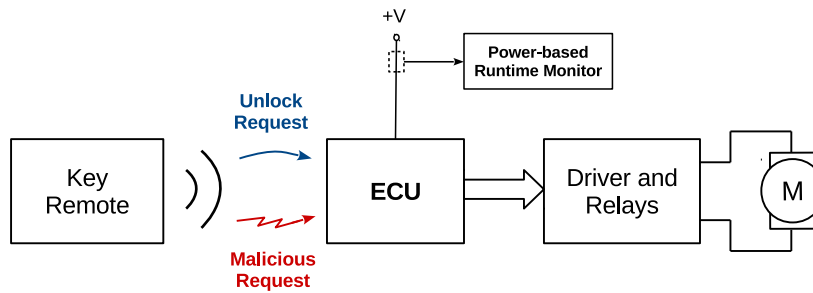 +V
Power-based
Runtime Monitor
Unlock
Request
Key
Remote
ECU
Driver and
Relays
M
Malicious
Request